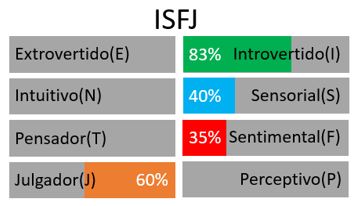 ISFJ
Extrovertido(E) 83% Introvertido(I)
Intuitivo(N) 40% Sensorial(S)
Pensador(T) 35% Sentimental(F)
Julgador(J) 60% Perceptivo(P)